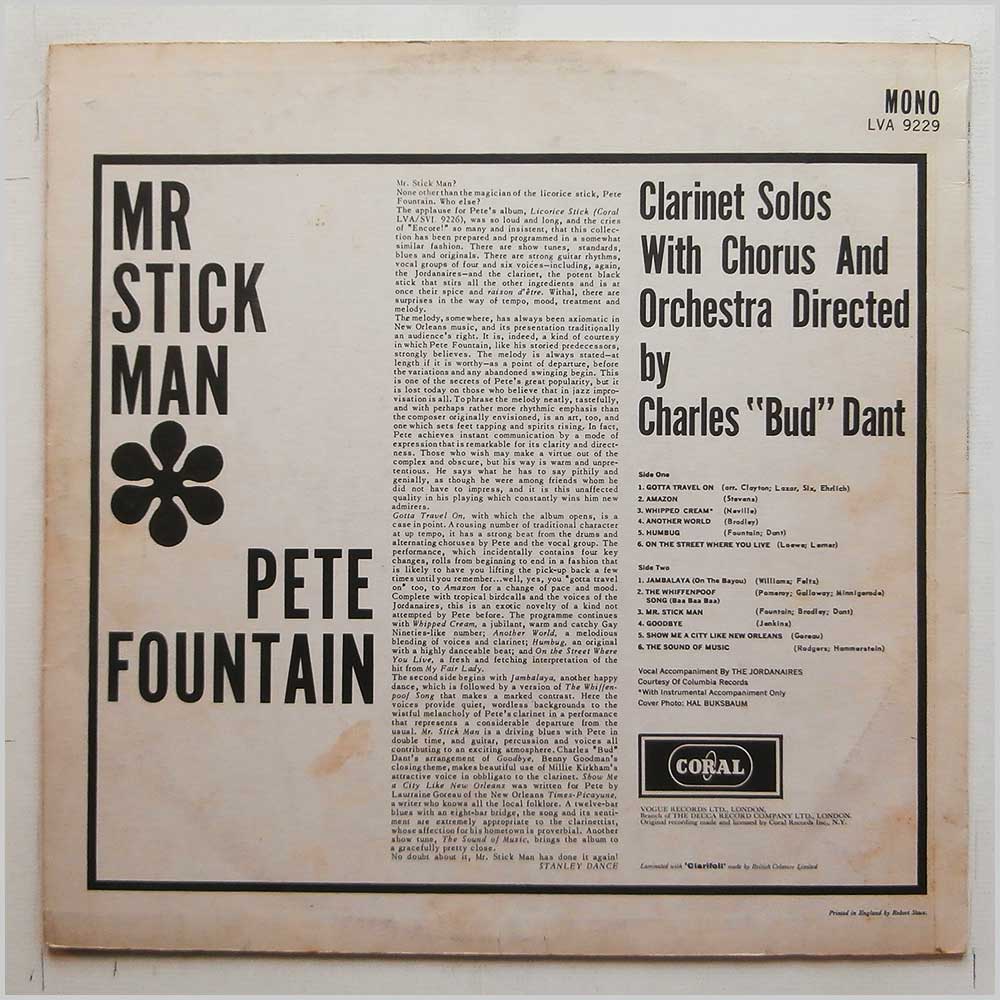 MONO
LVA 9229
MR
STICK
MAN
PETE
FOUNTAIN
Mr. Stick Man?
None other than the magician of the licorice stick, Pete
Fountain. Who else?
The applause for Pete's album, Licorice Stick (Coral
LVA/SVL 9226), was so loud and long, and the cries
of "Encore!" so many and insistent, that this collec-
tion has been prepared and programmed in a somewhat
similar fashion. There are show tunes, standards,
blues and originals. There are strong guitar rhythms,
vocal groups of four and six voices—including, again,
the Jordanaires—and the clarinet, the potent black
stick that stirs all the other ingredients and is at
once their spice and raison d'être. Withal, there are
surprises in the way of tempo, mood, treatment and
melody.
The melody, somewhere, has always been axiomatic in
New Orleans music, and its presentation traditionally
an audience's right. It is, indeed, a kind of courtesy
in which Pete Fountain, like his storied predecessors,
strongly believes. The melody is always stated—at
length if it is worthy—as a point of departure, before
the variations and any abandoned swinging begin. This
is one of the secrets of Pete's great popularity, but it
is lost today on those who believe that in jazz impro-
visation is all. To phrase the melody neatly, tastefully,
and with perhaps rather more rhythmic emphasis than
the composer originally envisioned, is an art, too, and
one which sets feet tapping and spirits rising. In fact,
Pete achieves instant communication by a mode of
expression that is remarkable for its clarity and direct-
ness. Those who wish may make a virtue out of the
complex and obscure, but his way is warm and unpre-
tentious. He says what he has to say pithily and
genially, as though he were among friends whom he
did not have to impress, and it is this unaffected
quality in his playing which constantly wins him new
admirers.
Gotta Travel On, with which the album opens, is a
case in point. A rousing number of traditional character
at up tempo, it has a strong beat from the drums and
alternating choruses by Pete and the vocal group. The
performance, which incidentally contains four key
changes, rolls from beginning to end in a fashion that
is likely to have you lifting the pick-up back a few
times until you remember...well, yes, you "gotta travel
on" too, to Amazon for a change of pace and mood.
Complete with tropical birdcalls and the voices of the
Jordanaires, this is an exotic novelty of a kind not
attempted by Pete before. The programme continues
with Whipped Cream, a jubilant, warm and catchy Gay
Nineties-like number; Another World, a melodious
blending of voices and clarinet; Humbug, an original
with a highly danceable beat; and On the Street Where
You Live, a fresh and fetching interpretation of the
hit from My Fair Lady.
The second side begins with Jambalaya, another happy
dance, which is followed by a version of The Whiffen-
poof Song that makes a marked contrast. Here the
voices provide quiet, wordless backgrounds to the
wistful melancholy of Pete's clarinet in a performance
that represents a considerable departure from the
usual. Mr. Stick Man is a driving blues with Pete in
double time, and guitar, percussion and voices all
contributing to an exciting atmosphere. Charles "Bud"
Dant's arrangement of Goodbye, Benny Goodman's
closing theme, makes beautiful use of Millie Kirkham's
attractive voice in obbligato to the clarinet. Show Me
a City Like New Orleans was written for Pete by
Laurraine Goreau of the New Orleans Times-Picayune,
a writer who knows all the local folklore. A twelve-bar
blues with an eight-bar bridge, the song and its senti-
ment are extremely appropriate to the clarinettist,
whose affection for his hometown is proverbial. Another
show tune, The Sound of Music, brings the album to
a gracefully pretty close.
No doubt about it, Mr. Stick Man has done it again!
STANLEY DANCE
Clarinet Solos
With Chorus And
Orchestra Directed
by
Charles "Bud" Dant
Side One
1. GOTTA TRAVEL ON (arr. Clayton; Lazar, Six, Ehrlich)
2. AMAZON (Stevens)
3. WHIPPED CREAM* (Neville)
4. ANOTHER WORLD (Bradley)
5. HUMBUG (Fountain; Dant)
6. ON THE STREET WHERE YOU LIVE (Loewe; Lerner)
Side Two
1. JAMBALAYA (On The Bayou) (Williams; Felts)
2. THE WHIFFENPOOF (Pomeroy; Galloway; Minnigerode)
SONG (Baa Baa Baa)
3. MR. STICK MAN (Fountain; Bradley; Dant)
4. GOODBYE (Jenkins)
5. SHOW ME A CITY LIKE NEW ORLEANS (Goreau)
6. THE SOUND OF MUSIC (Rodgers; Hammerstein)
Vocal Accompaniment By THE JORDANAIRES
Courtesy Of Columbia Records
*With Instrumental Accompaniment Only
Cover Photo: HAL BUKSBAUM
CORAL
VOGUE RECORDS LTD., LONDON.
Branch of THE DECCA RECORD COMPANY LTD., LONDON.
Original recording made and licensed by Coral Records Inc., N.Y.
Laminated with 'Clarifoil' made by British Celanese Limited
Printed in England by Robert Stace.